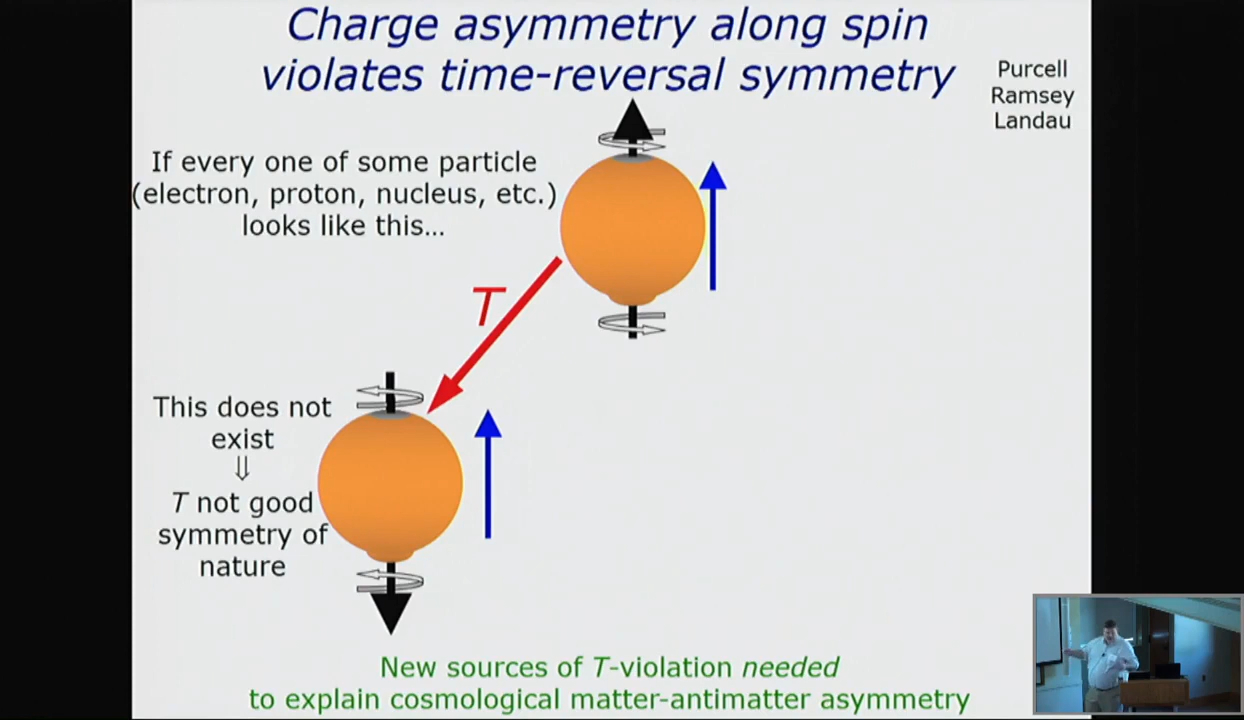 Charge asymmetry along spin
violates time-reversal symmetry
Purcell
Ramsey
Landau
If every one of some particle
(electron, proton, nucleus, etc.)
looks like this…
T
This does not
exist
⇓
T not good
symmetry of
nature
New sources of T-violation needed
to explain cosmological matter-antimatter asymmetry